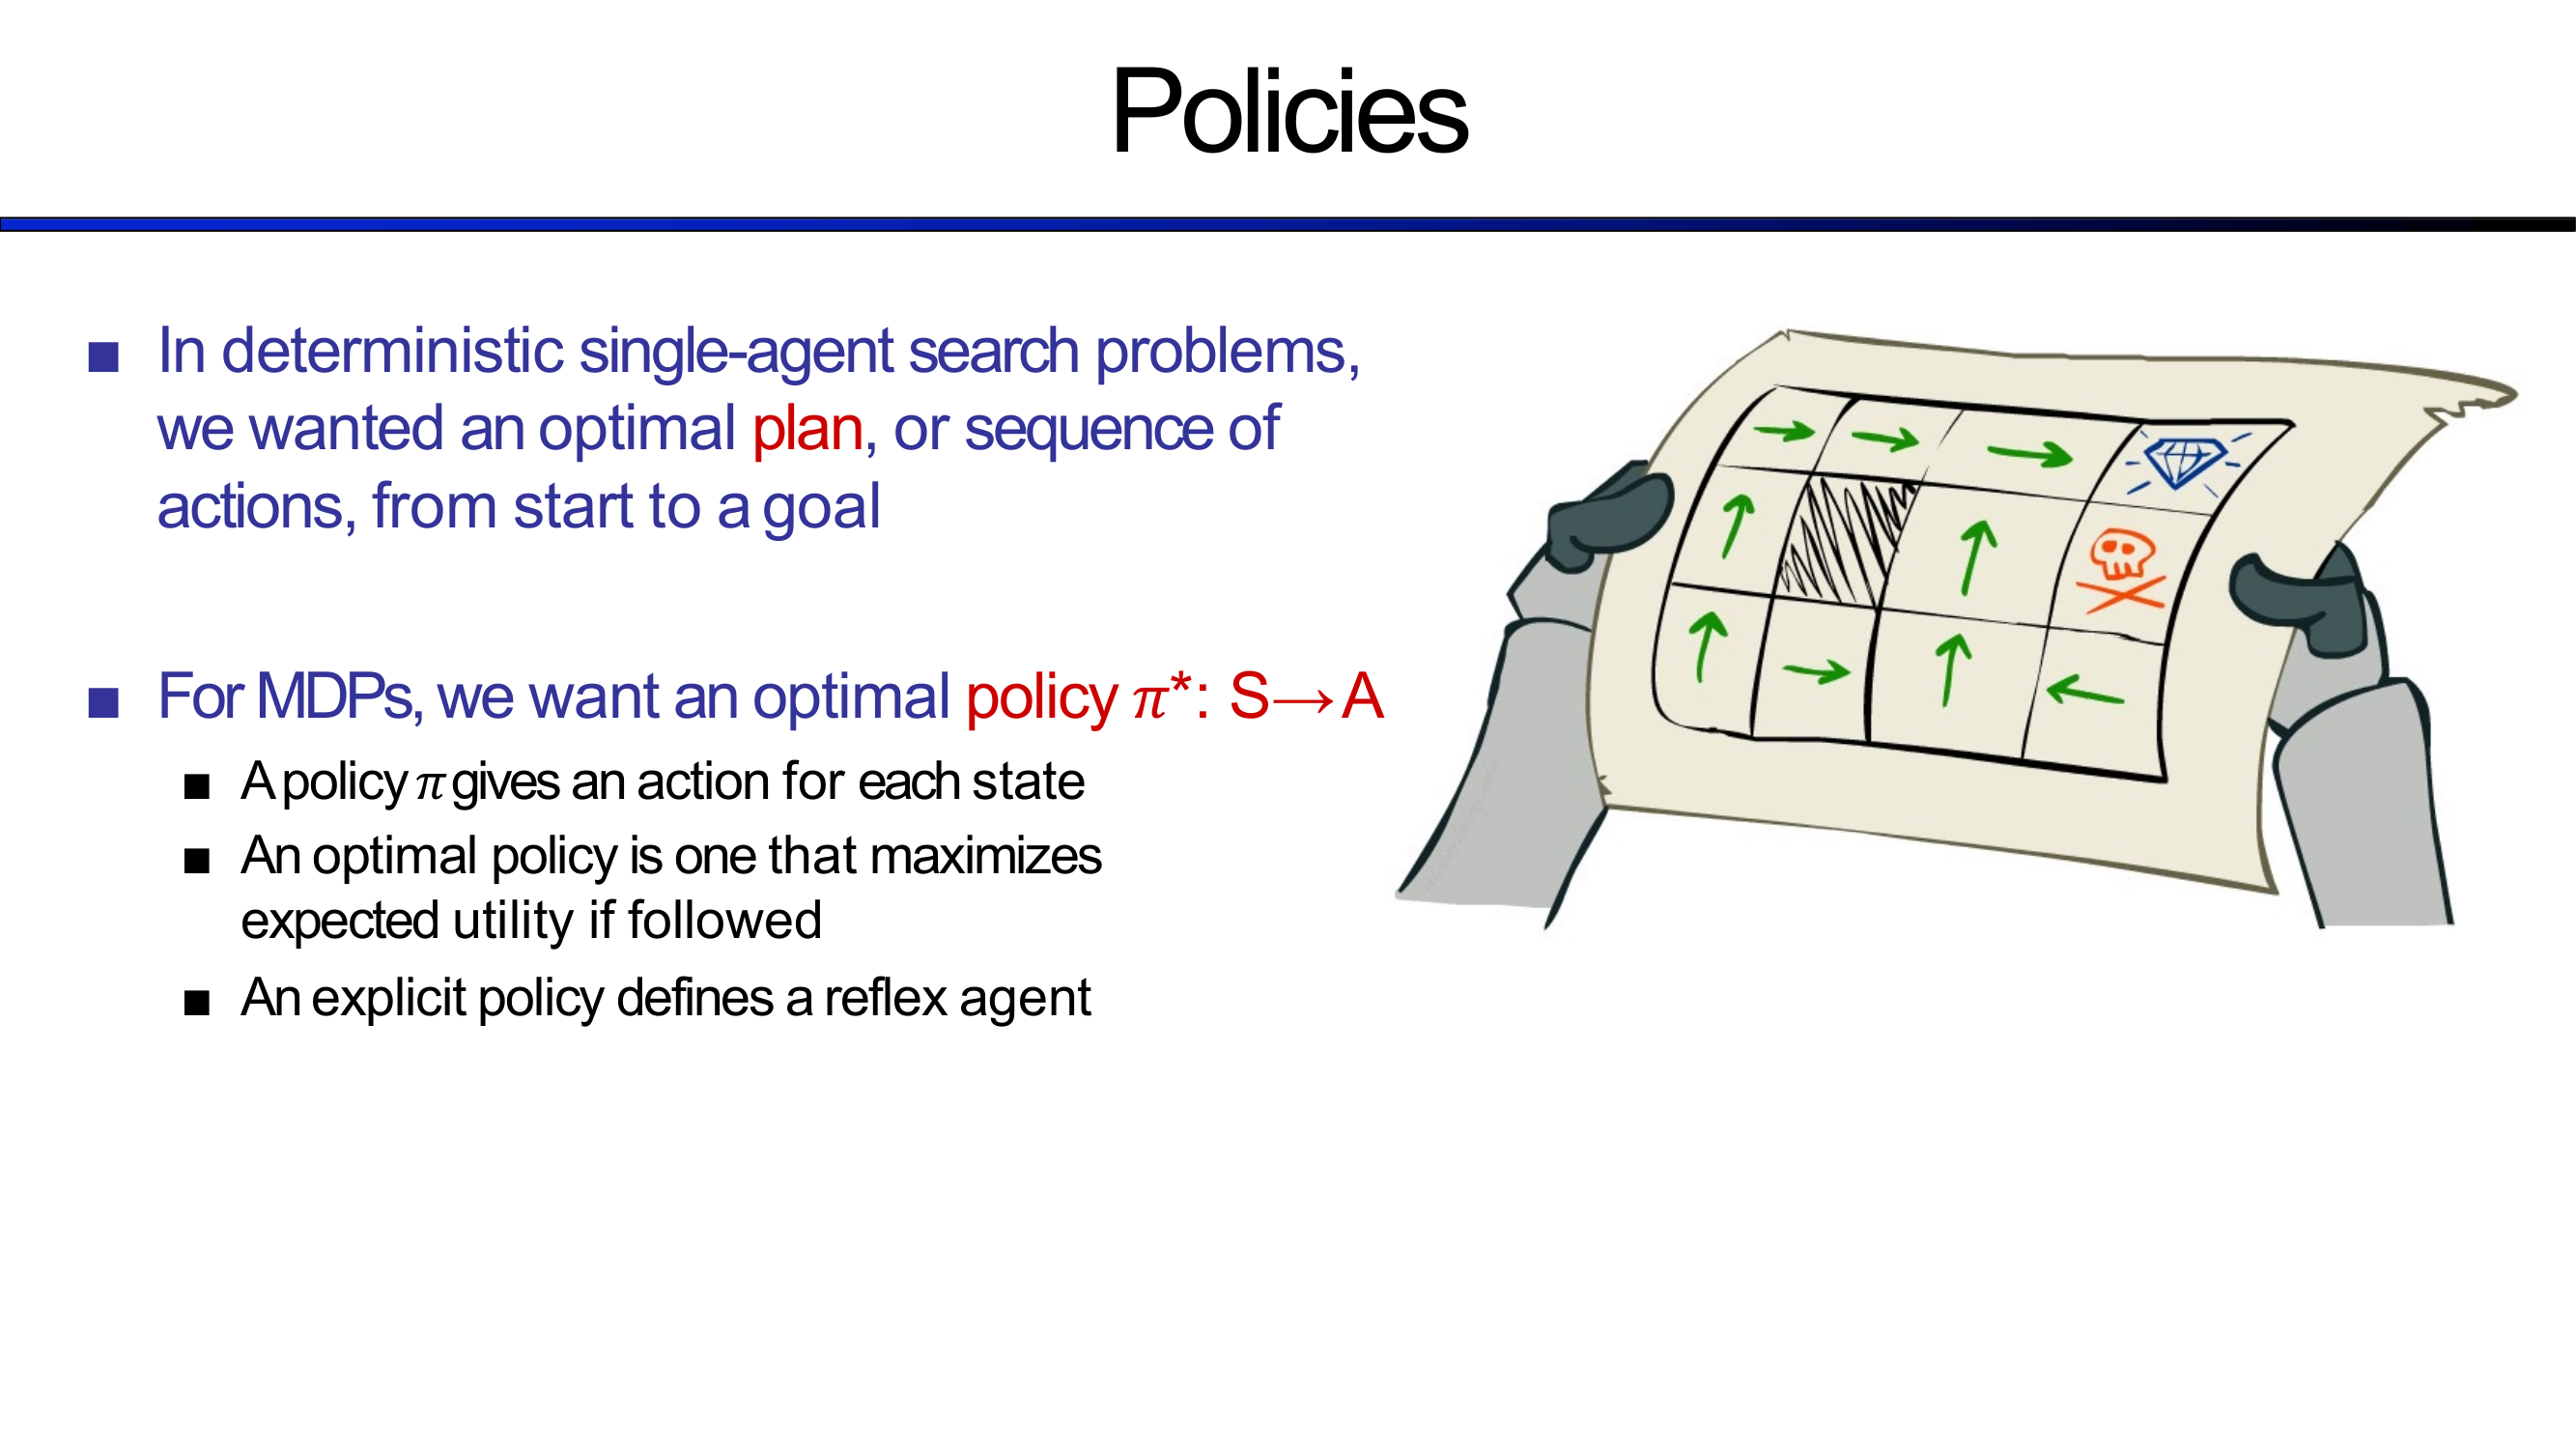 Policies
■ In deterministic single-agent search problems,
we wanted an optimal plan, or sequence of
actions, from start to a goal
■ For MDPs, we want an optimal policy π*: S→A
■ A policy π gives an action for each state
■ An optimal policy is one that maximizes
expected utility if followed
■ An explicit policy defines a reflex agent